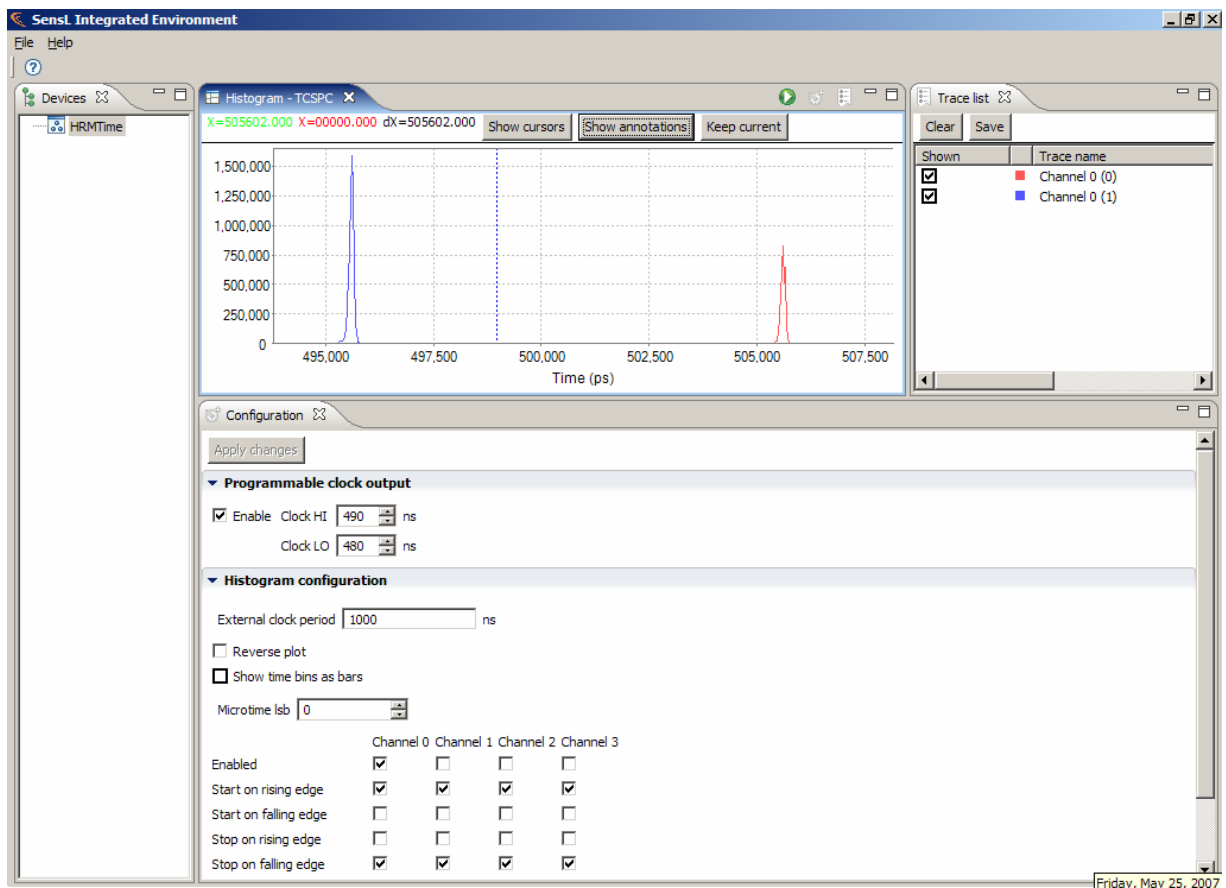 SensL Integrated Environment
File Help
Devices
HRMTime
Histogram - TCSPC
X=505602.000 X=00000.000 dX=505602.000 Show cursors Show annotations Keep current
1,500,000
1,250,000
1,000,000
750,000
500,000
250,000
0
495,000 497,500 500,000 502,500 505,000 507,500
Time (ps)
Trace list
Clear Save
Shown Trace name
Channel 0 (0)
Channel 0 (1)
Configuration
Apply changes
Programmable clock output
Enable Clock HI 490 ns
Clock LO 480 ns
Histogram configuration
External clock period 1000 ns
Reverse plot
Show time bins as bars
Microtime lsb 0
Channel 0 Channel 1 Channel 2 Channel 3
Enabled
Start on rising edge
Start on falling edge
Stop on rising edge
Stop on falling edge
Friday, May 25, 2007